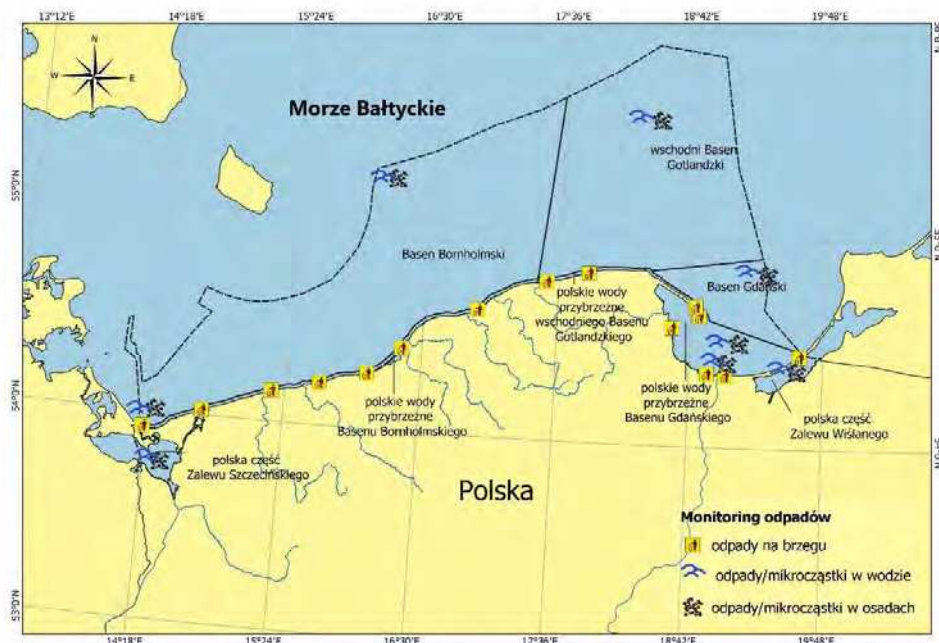 13°12'E 14°18'E 15°24'E 16°30'E 17°36'E 18°42'E 19°48'E
N
W E
S
Morze Bałtyckie
wschodni Basen
Gotlandzki
55°0'N
Basen Bornholmski
Basen Gdański
polskie wody
przybrzeżne
wschodniego Basenu
Gotlandzkiego
54°0'N
polskie wody
przybrzeżne
Basenu Bornholmskiego
polskie wody
przybrzeżne
Basenu Gdańskiego
polska część
Zalewu Wiślanego
polska część
Zalewu Szczecińskiego
Polska
Monitoring odpadów
odpady na brzegu
odpady/mikrocząstki w wodzie
odpady/mikrocząstki w osadach
53°0'N
14°18'E 15°24'E 16°30'E 17°36'E 18°42'E 19°48'E